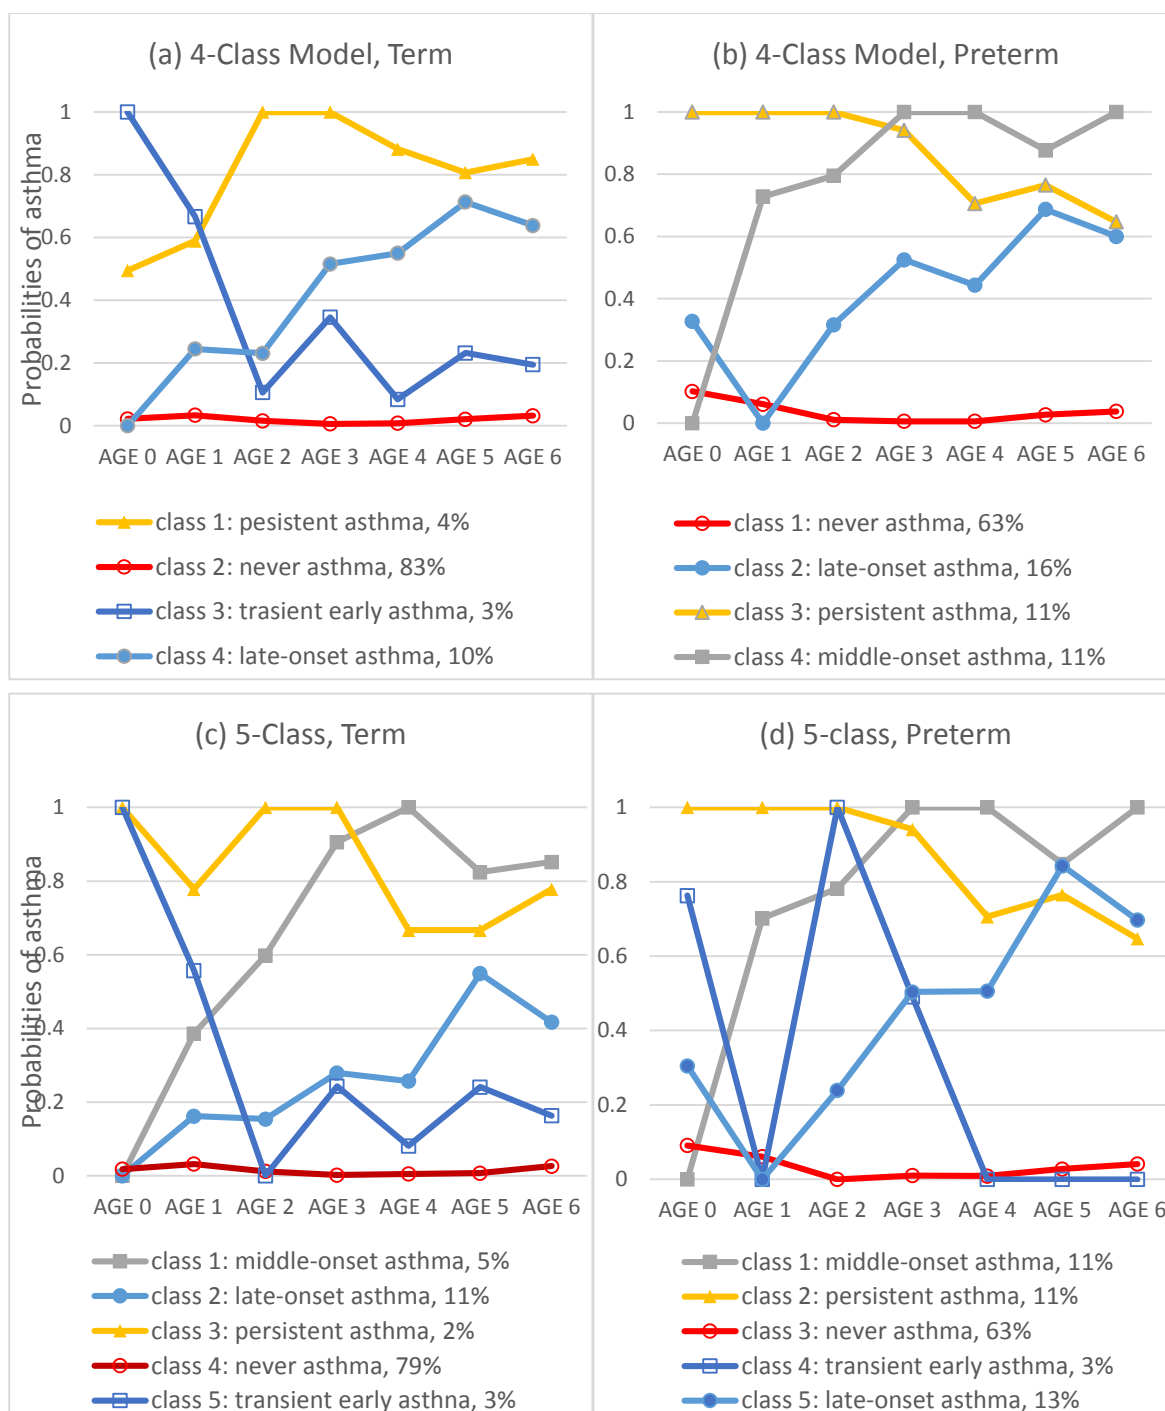 (a) 4-Class Model, Term
Probabilities of asthma
1
0.8
0.6
0.4
0.2
0
AGE 0 AGE 1 AGE 2 AGE 3 AGE 4 AGE 5 AGE 6
class 1: pesistent asthma, 4%
class 2: never asthma, 83%
class 3: trasient early asthma, 3%
class 4: late-onset asthma, 10%
(b) 4-Class Model, Preterm
1
0.8
0.6
0.4
0.2
0
AGE 0 AGE 1 AGE 2 AGE 3 AGE 4 AGE 5 AGE 6
class 1: never asthma, 63%
class 2: late-onset asthma, 16%
class 3: persistent asthma, 11%
class 4: middle-onset asthma, 11%
(c) 5-Class, Term
Probabilities of asthma
1
0.8
0.6
0.4
0.2
0
AGE 0 AGE 1 AGE 2 AGE 3 AGE 4 AGE 5 AGE 6
class 1: middle-onset asthma, 5%
class 2: late-onset asthma, 11%
class 3: persistent asthma, 2%
class 4: never asthma, 79%
class 5: transient early asthna, 3%
(d) 5-class, Preterm
1
0.8
0.6
0.4
0.2
0
AGE 0 AGE 1 AGE 2 AGE 3 AGE 4 AGE 5 AGE 6
class 1: middle-onset asthma, 11%
class 2: persistent asthma, 11%
class 3: never asthma, 63%
class 4: transient early asthma, 3%
class 5: late-onset asthma, 13%